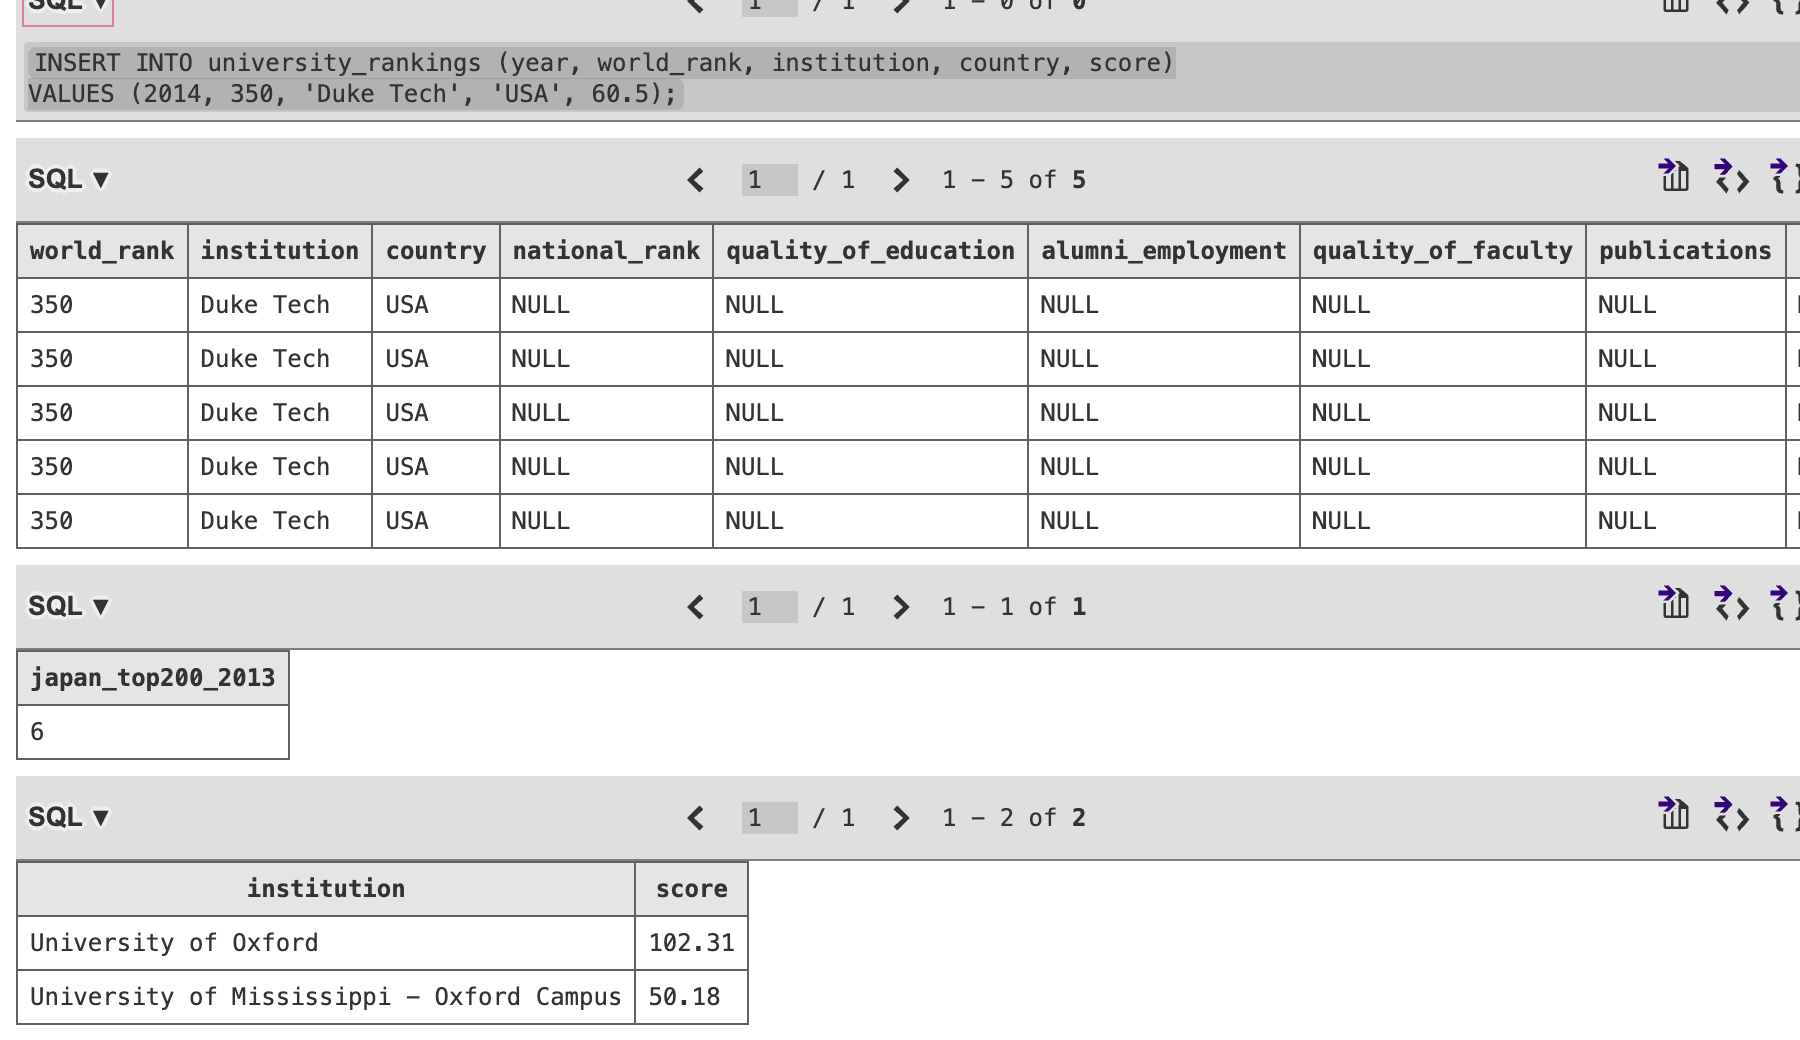 SQL ▼ 1 / 1 1 – 0 of 0
INSERT INTO university_rankings (year, world_rank, institution, country, score)
VALUES (2014, 350, 'Duke Tech', 'USA', 60.5);
SQL ▼ 1 / 1 1 – 5 of 5
world_rank institution country national_rank quality_of_education alumni_employment quality_of_faculty publications
350 Duke Tech USA NULL NULL NULL NULL NULL
350 Duke Tech USA NULL NULL NULL NULL NULL
350 Duke Tech USA NULL NULL NULL NULL NULL
350 Duke Tech USA NULL NULL NULL NULL NULL
350 Duke Tech USA NULL NULL NULL NULL NULL
SQL ▼ 1 / 1 1 – 1 of 1
japan_top200_2013
6
SQL ▼ 1 / 1 1 – 2 of 2
institution score
University of Oxford 102.31
University of Mississippi – Oxford Campus 50.18